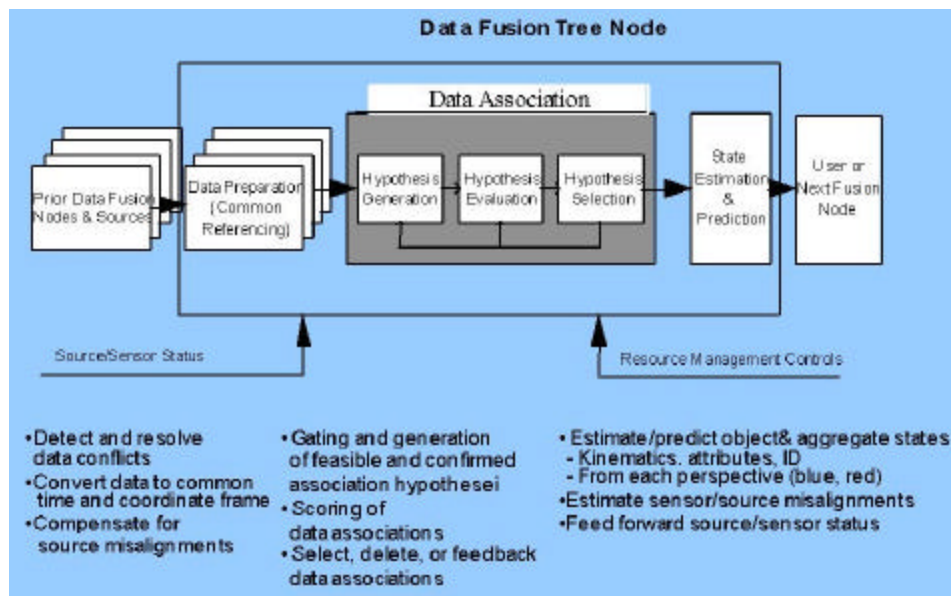 Data Fusion Tree Node
Data Association
Prior Data Fusion
Nodes & Sources
Data Preparation
(Common
Referencing)
Hypothesis
Generation
Hypothesis
Evaluation
Hypothesis
Selection
State
Estimation
&
Prediction
User or
Next Fusion
Node
Source/Sensor Status
Resource Management Controls
•Detect and resolve
data conflicts
•Convert data to common
time and coordinate frame
•Compensate for
source misalignments
•Gating and generation
of feasible and confirmed
association hypothesei
•Scoring of
data associations
•Select, delete, or feedback
data associations
•Estimate/predict object& aggregate states
- Kinematics. attributes, ID
- From each perspective (blue, red)
•Estimate sensor/source misalignments
•Feed forward source/sensor status